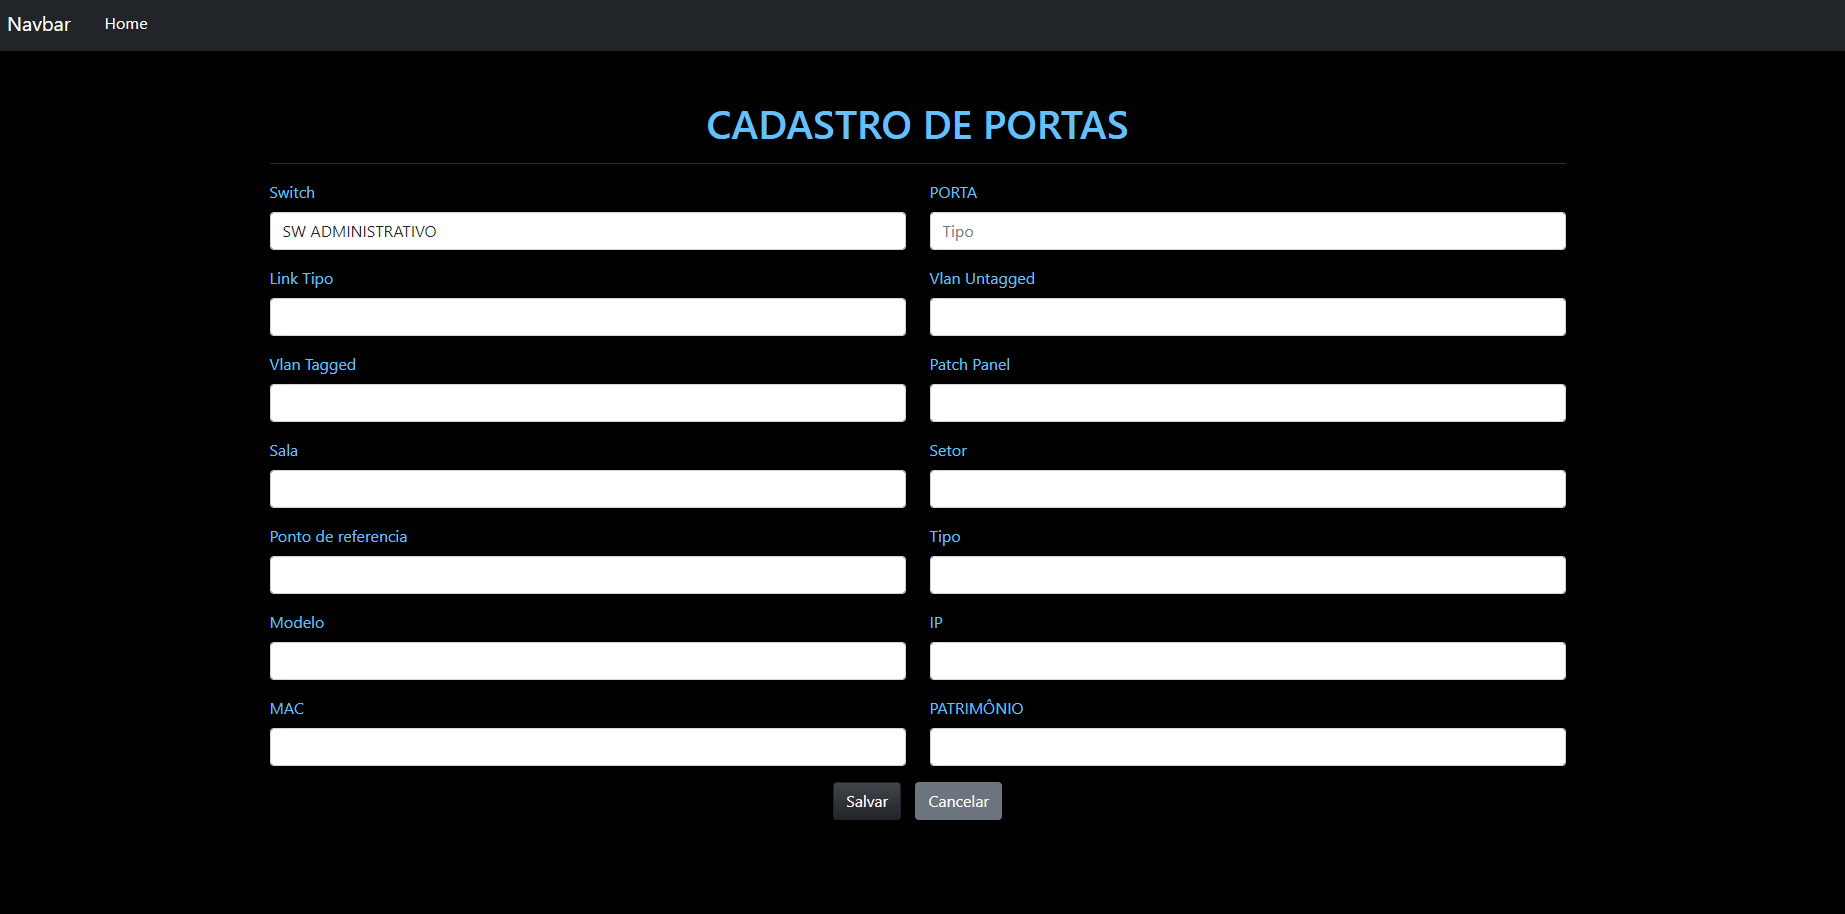 Navbar Home
CADASTRO DE PORTAS
Switch PORTA
SW ADMINISTRATIVO Tipo
Link Tipo Vlan Untagged
Vlan Tagged Patch Panel
Sala Setor
Ponto de referencia Tipo
Modelo IP
MAC PATRIMÔNIO
Salvar Cancelar